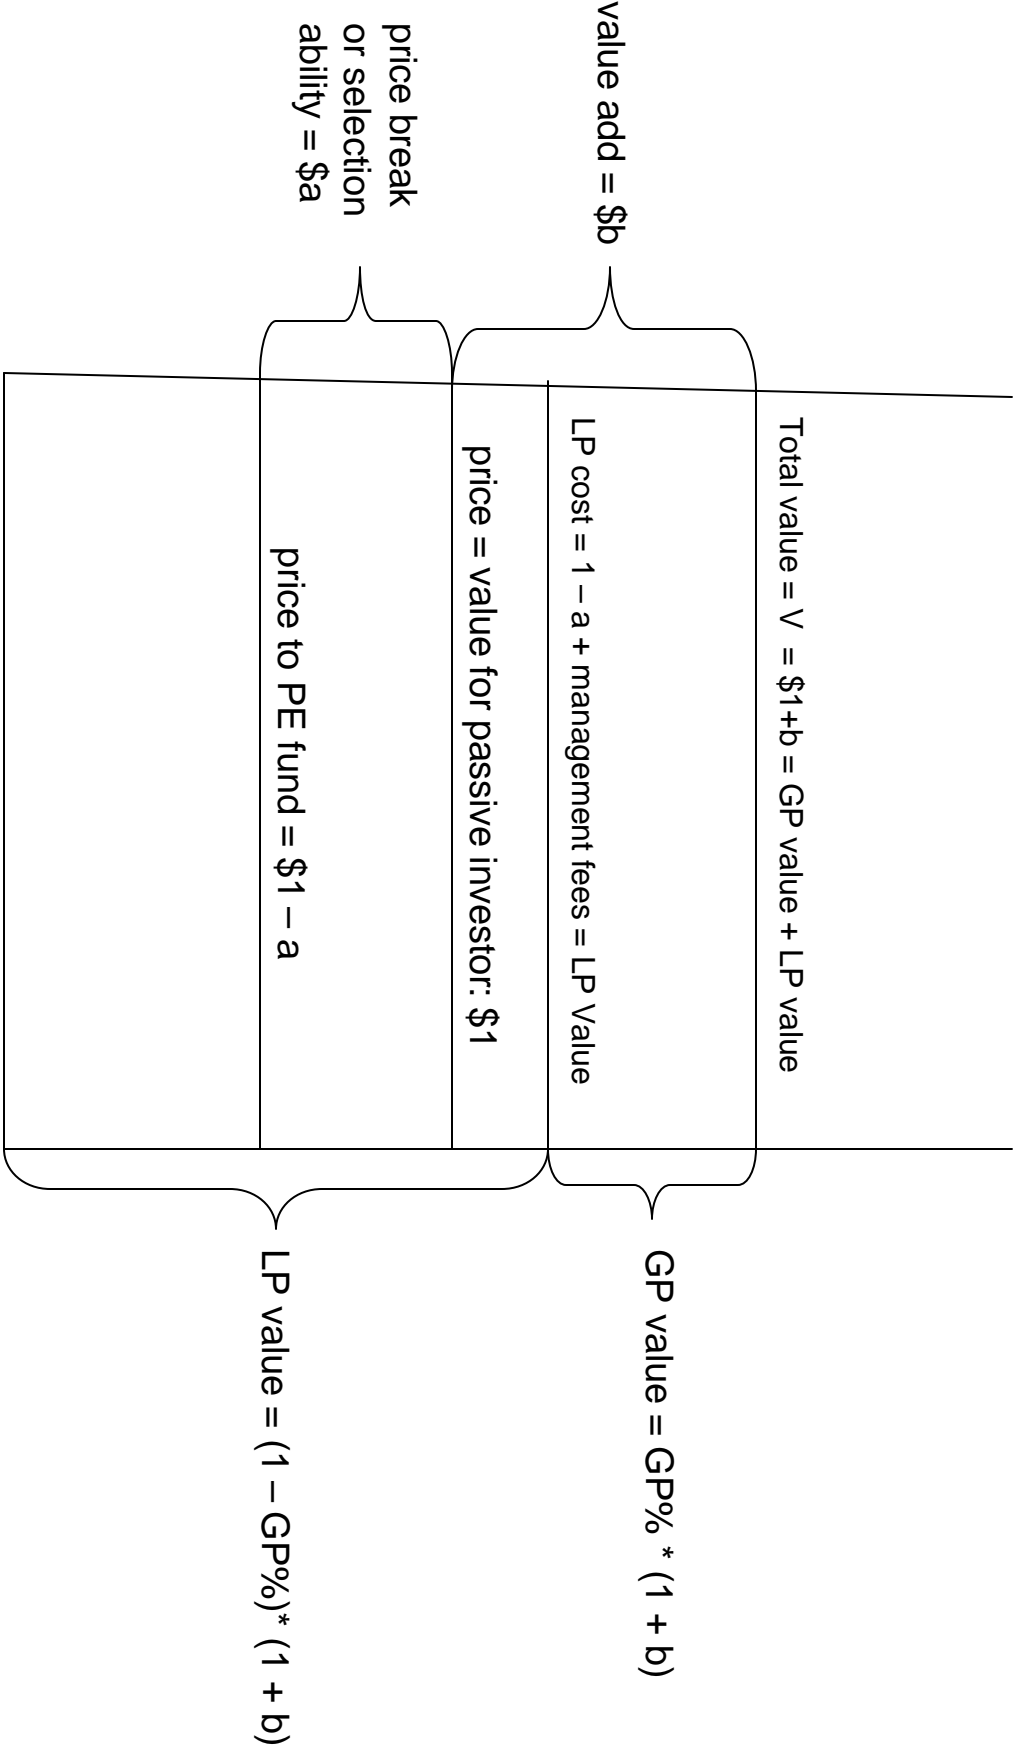 value add = $b
price break
or selection
ability = $a
Total value = V = $1+b = GP value + LP value
LP cost = 1 – a + management fees = LP Value
price = value for passive investor: $1
price to PE fund = $1 – a
GP value = GP% * (1 + b)
LP value = (1 – GP%)* (1 + b)